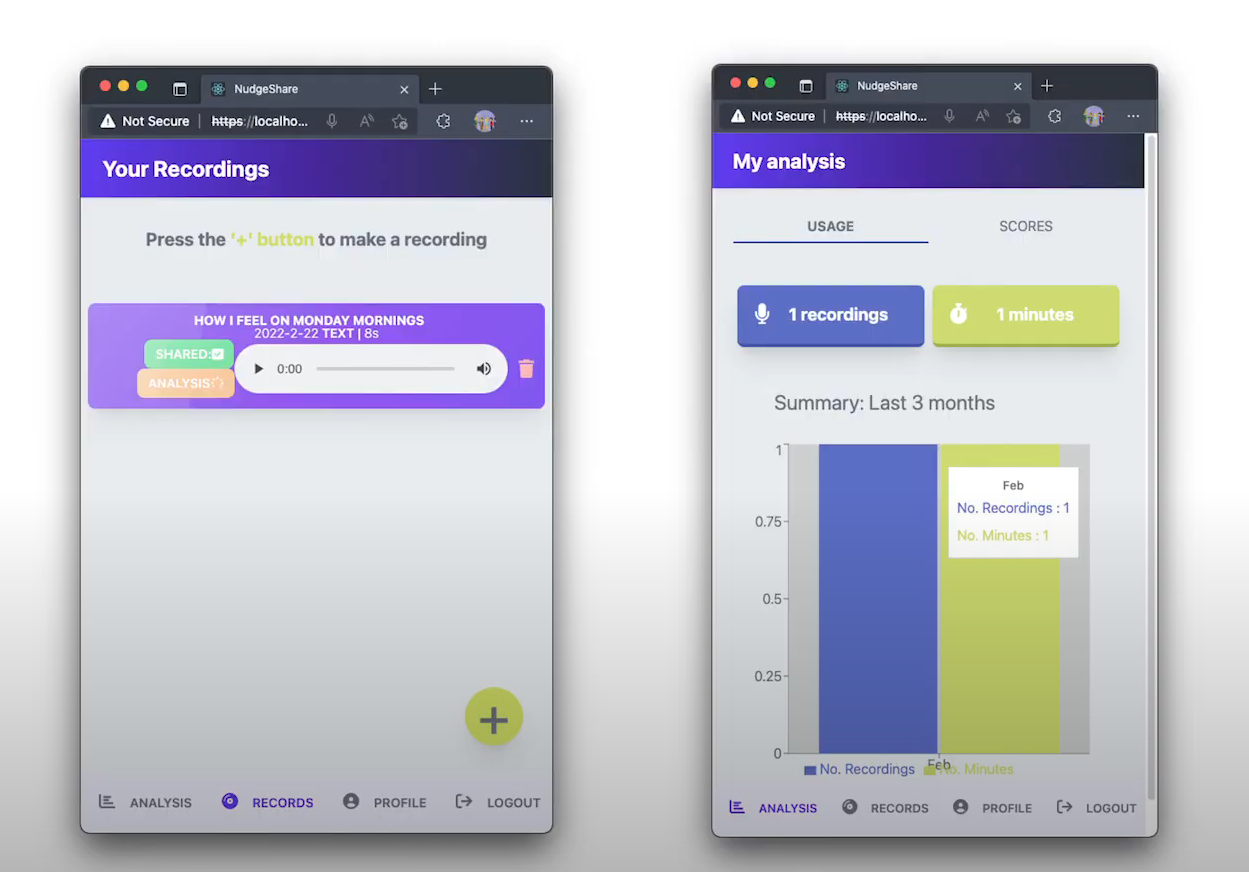 NudgeShare
Not Secure | https://localho...
Your Recordings
Press the '+' button to make a recording
HOW I FEEL ON MONDAY MORNINGS
2022-2-22 TEXT | 8s
SHARED:
ANALYSIS
0:00
ANALYSIS RECORDS PROFILE LOGOUT
NudgeShare
Not Secure | https://localho...
My analysis
USAGE SCORES
1 recordings 1 minutes
Summary: Last 3 months
1
0.75
0.5
0.25
0
Feb
No. Recordings : 1
No. Minutes : 1
Feb
No. Recordings No. Minutes
ANALYSIS RECORDS PROFILE LOGOUT